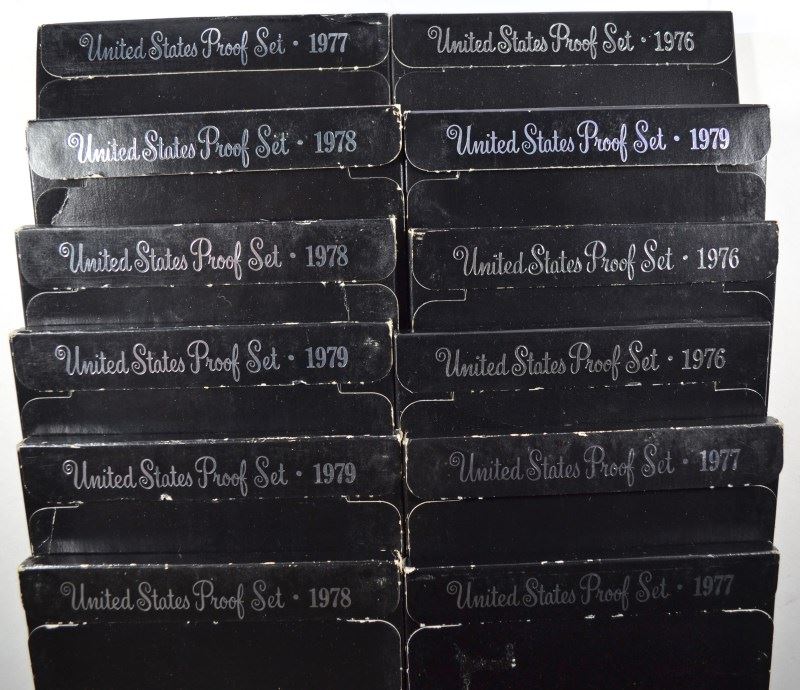 United States Proof Set · 1977
United States Proof Set · 1976
United States Proof Set · 1978
United States Proof Set · 1979
United States Proof Set · 1978
United States Proof Set · 1976
United States Proof Set · 1979
United States Proof Set · 1976
United States Proof Set · 1979
United States Proof Set · 1977
United States Proof Set · 1978
United States Proof Set · 1977